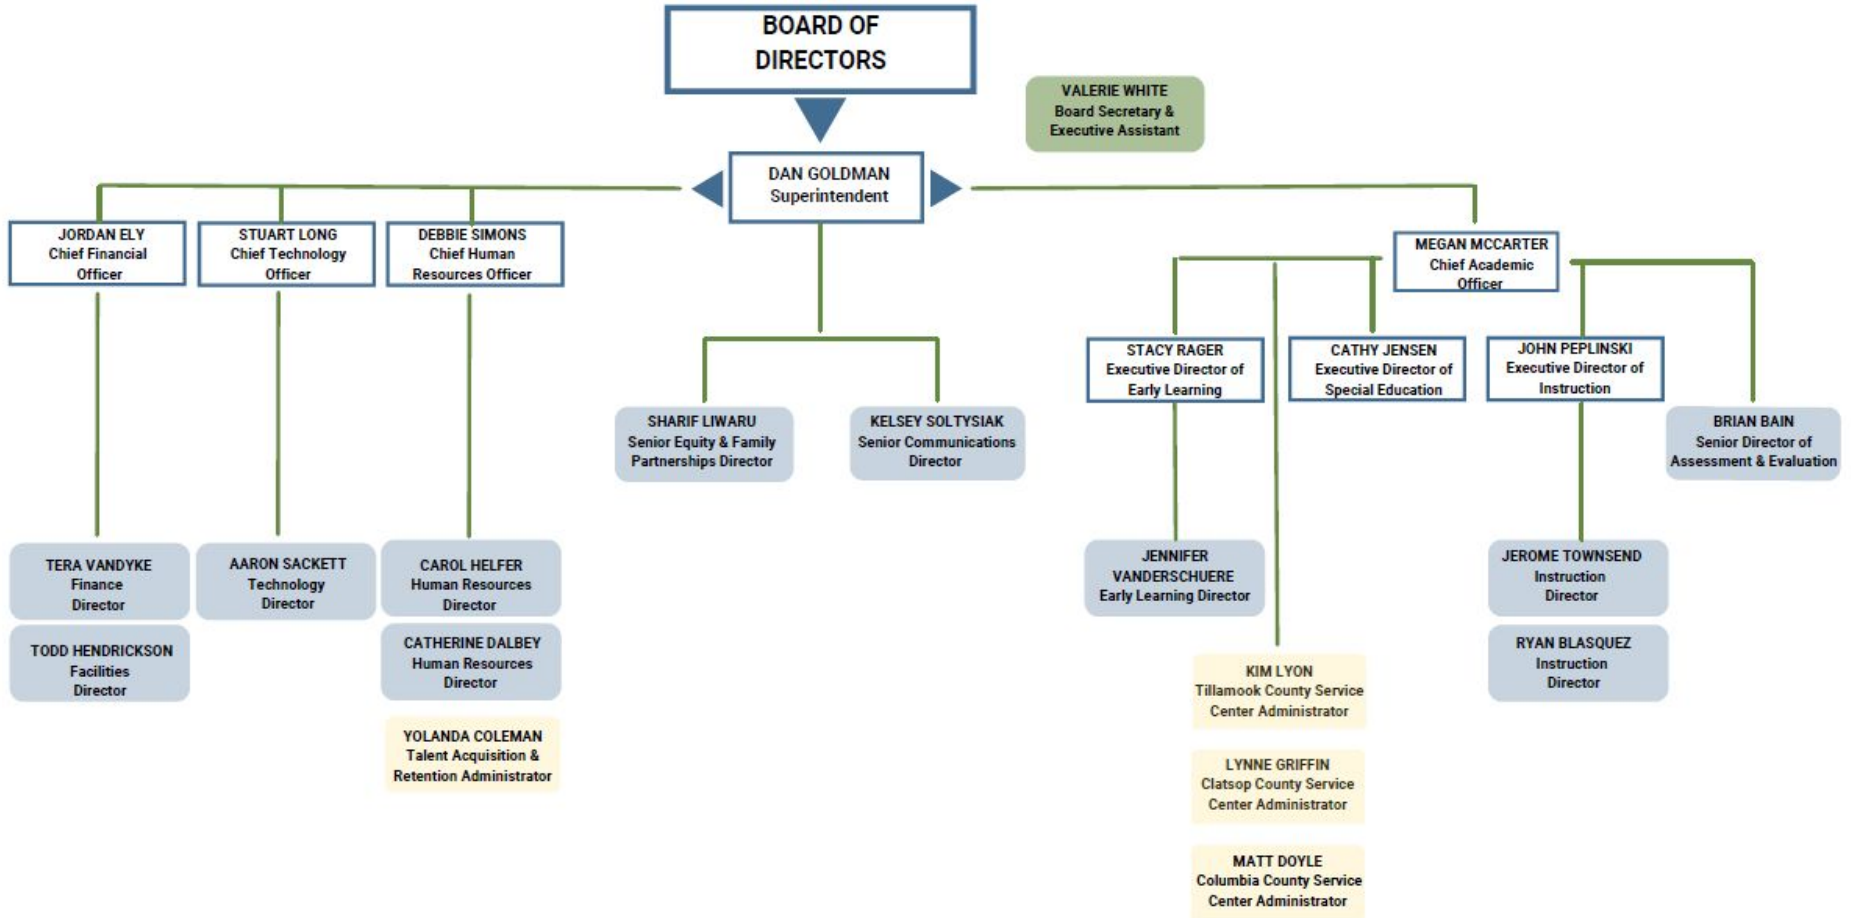 BOARD OF
DIRECTORS
VALERIE WHITE
Board Secretary &
Executive Assistant
DAN GOLDMAN
Superintendent
JORDAN ELY
Chief Financial
Officer
STUART LONG
Chief Technology
Officer
DEBBIE SIMONS
Chief Human
Resources Officer
MEGAN MCCARTER
Chief Academic
Officer
STACY RAGER
Executive Director of
Early Learning
CATHY JENSEN
Executive Director of
Special Education
JOHN PEPLINSKI
Executive Director of
Instruction
SHARIF LIWARU
Senior Equity & Family
Partnerships Director
KELSEY SOLTYSIAK
Senior Communications
Director
BRIAN BAIN
Senior Director of
Assessment & Evaluation
TERA VANDYKE
Finance
Director
AARON SACKETT
Technology
Director
CAROL HELFER
Human Resources
Director
JENNIFER
VANDERSCHUERE
Early Learning Director
JEROME TOWNSEND
Instruction
Director
TODD HENDRICKSON
Facilities
Director
CATHERINE DALBEY
Human Resources
Director
RYAN BLASQUEZ
Instruction
Director
KIM LYON
Tillamook County Service
Center Administrator
YOLANDA COLEMAN
Talent Acquisition &
Retention Administrator
LYNNE GRIFFIN
Clatsop County Service
Center Administrator
MATT DOYLE
Columbia County Service
Center Administrator